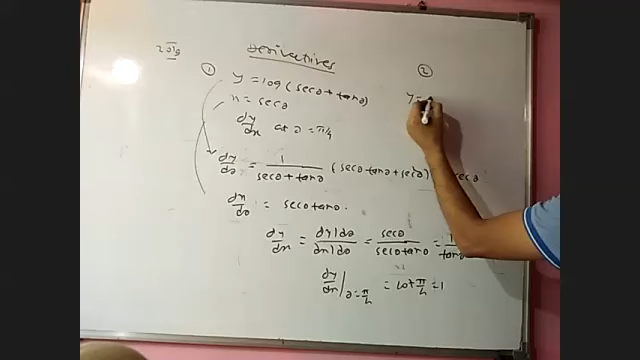 2019
Derivectives
①
y = log (secθ + tanθ)
x = secθ
dy/dx at θ = π/4
dy/dθ = 1/(secθ + tanθ) (secθ tanθ + sec²θ) secθ
dx/dθ = secθ tanθ.
dy/dx = (dy/dθ)/(dx/dθ) = secθ/(secθ tanθ) = 1/tanθ
dy/dx|θ=π/4 = cot π/4 = 1
②
y =